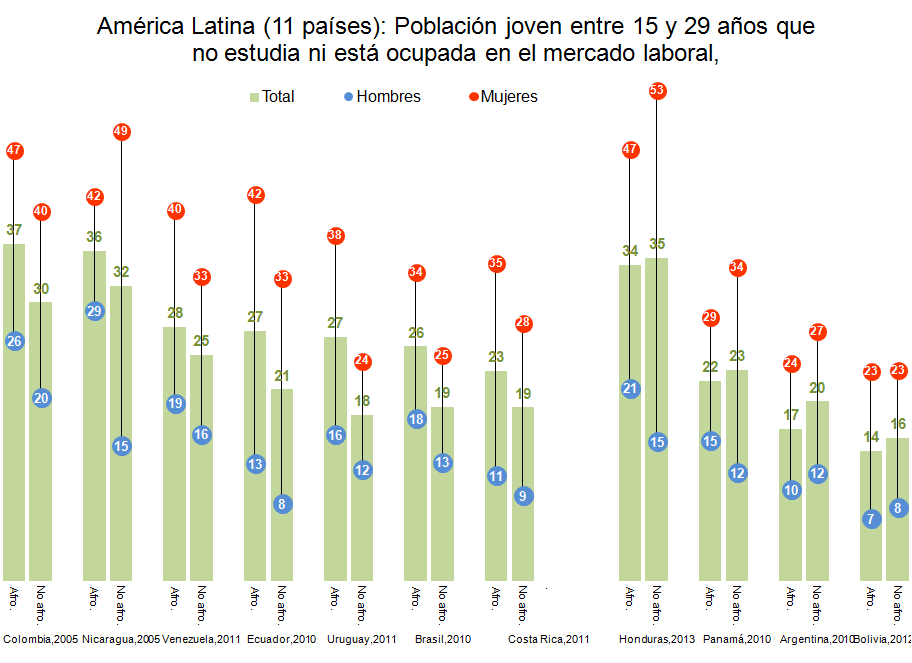 América Latina (11 países): Población joven entre 15 y 29 años que
no estudia ni está ocupada en el mercado laboral,
Total Hombres Mujeres
47 40 37 30 26 20
42 49 36 32 29 15
40 33 28 25 19 16
42 33 27 21 13 8
38 24 27 18 16 12
34 25 26 19 18 13
35 28 23 19 11 9
47 53 34 35 21 15
29 34 22 23 15 12
24 27 17 20 10 12
23 23 14 16 7 8
Afro.. No afro.. Afro.. No afro.. Afro.. No afro.. Afro.. No afro.. Afro.. No afro.. Afro.. No afro.. Afro.. No afro.. . Afro.. No afro.. Afro.. No afro.. Afro.. No afro.. Afro.. No afro..
Colombia,2005 Nicaragua,2005 Venezuela,2011 Ecuador,2010 Uruguay,2011 Brasil,2010 Costa Rica,2011 Honduras,2013 Panamá,2010 Argentina,2010 Bolivia,2012